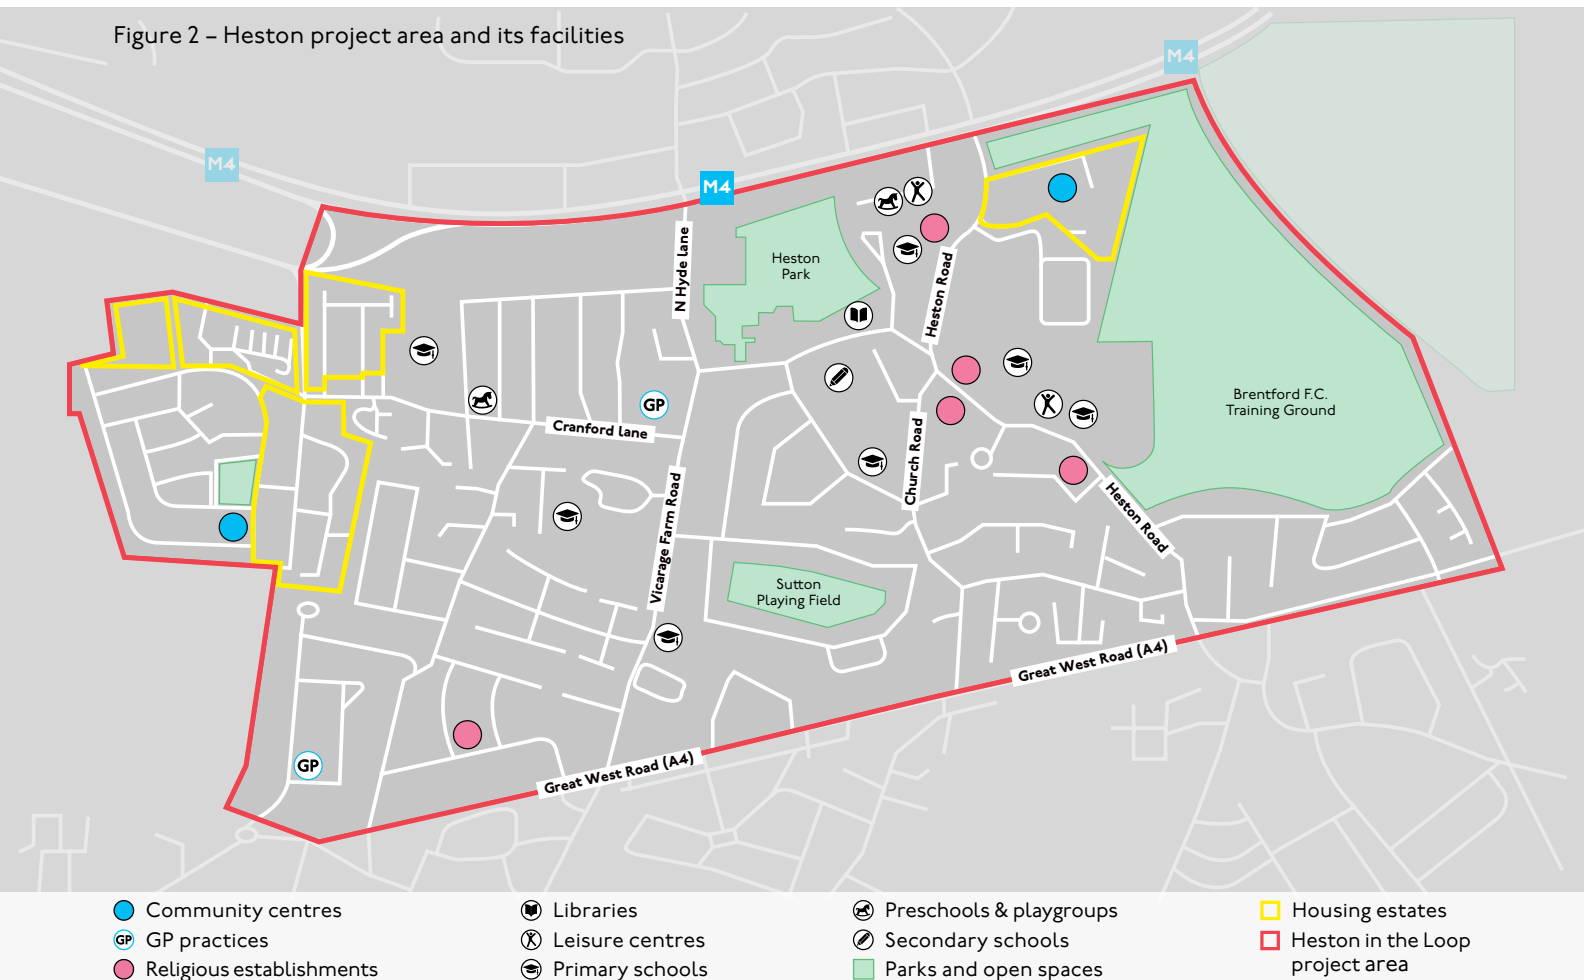 Figure 2 – Heston project area and its facilities
M4
M4
M4
N Hyde lane
Heston
Park
Heston Road
GP
Cranford lane
Brentford F.C.
Training Ground
Church Road
Vicarage Farm Road
Heston Road
Sutton
Playing Field
Great West Road (A4)
GP
Great West Road (A4)
Community centres
GP GP practices
Religious establishments
Libraries
Leisure centres
Primary schools
Preschools & playgroups
Secondary schools
Parks and open spaces
Housing estates
Heston in the Loop
project area